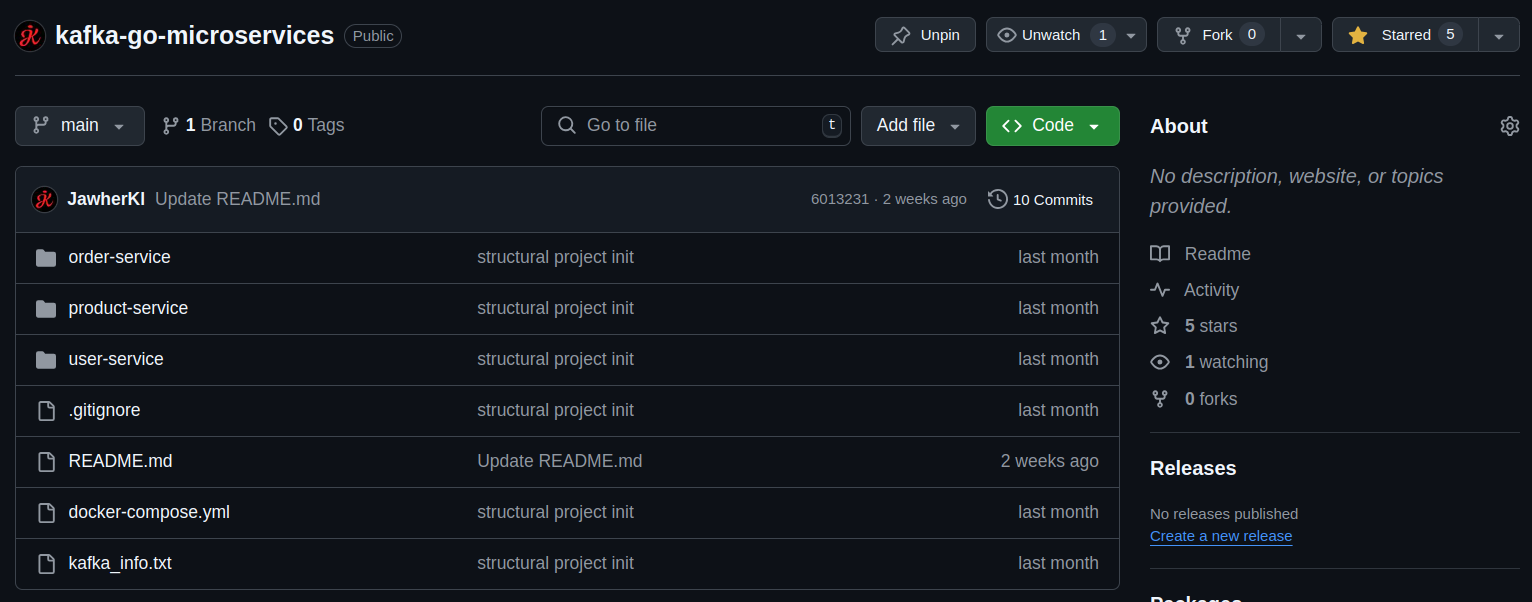 kafka-go-microservices Public Unpin Unwatch 1 Fork 0 Starred 5
main 1 Branch 0 Tags Go to file t Add file Code
JawherKl Update README.md 6013231 · 2 weeks ago 10 Commits
order-service structural project init last month
product-service structural project init last month
user-service structural project init last month
.gitignore structural project init last month
README.md Update README.md 2 weeks ago
docker-compose.yml structural project init last month
kafka_info.txt structural project init last month
About
No description, website, or topics
provided.
Readme
Activity
5 stars
1 watching
0 forks
Releases
No releases published
Create a new release
Packages